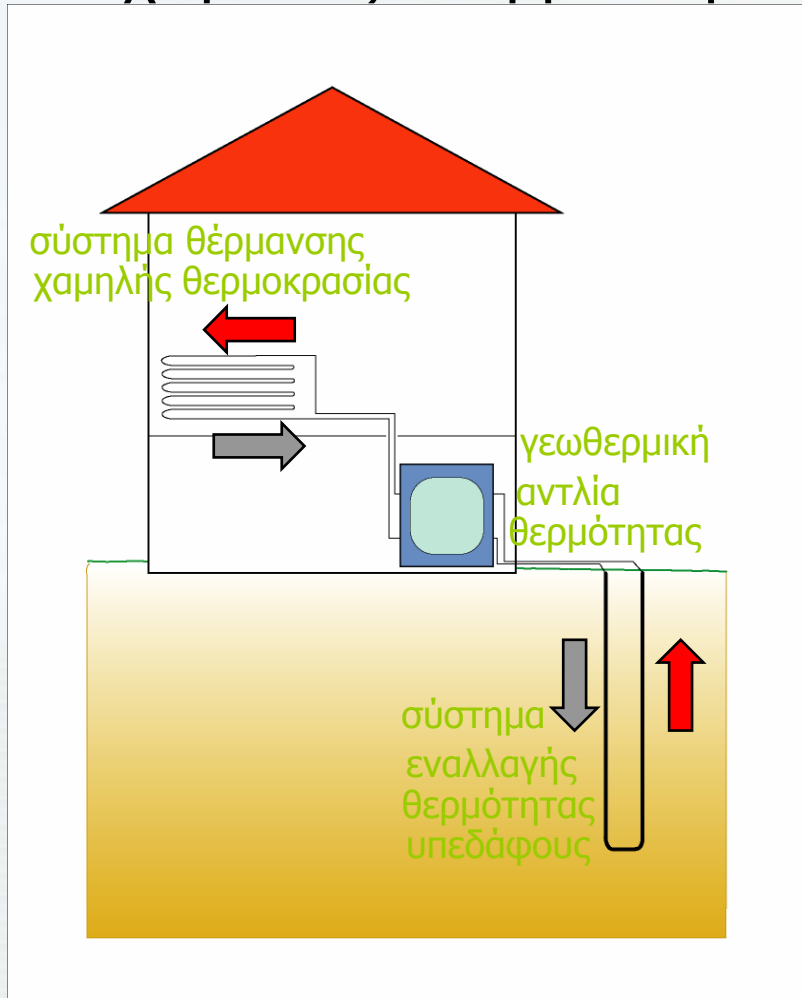 σύστημα θέρμανσης
χαμηλής θερμοκρασίας
γεωθερμική
αντλία
θερμότητας
σύστημα
εναλλαγής
θερμότητας
υπεδάφους